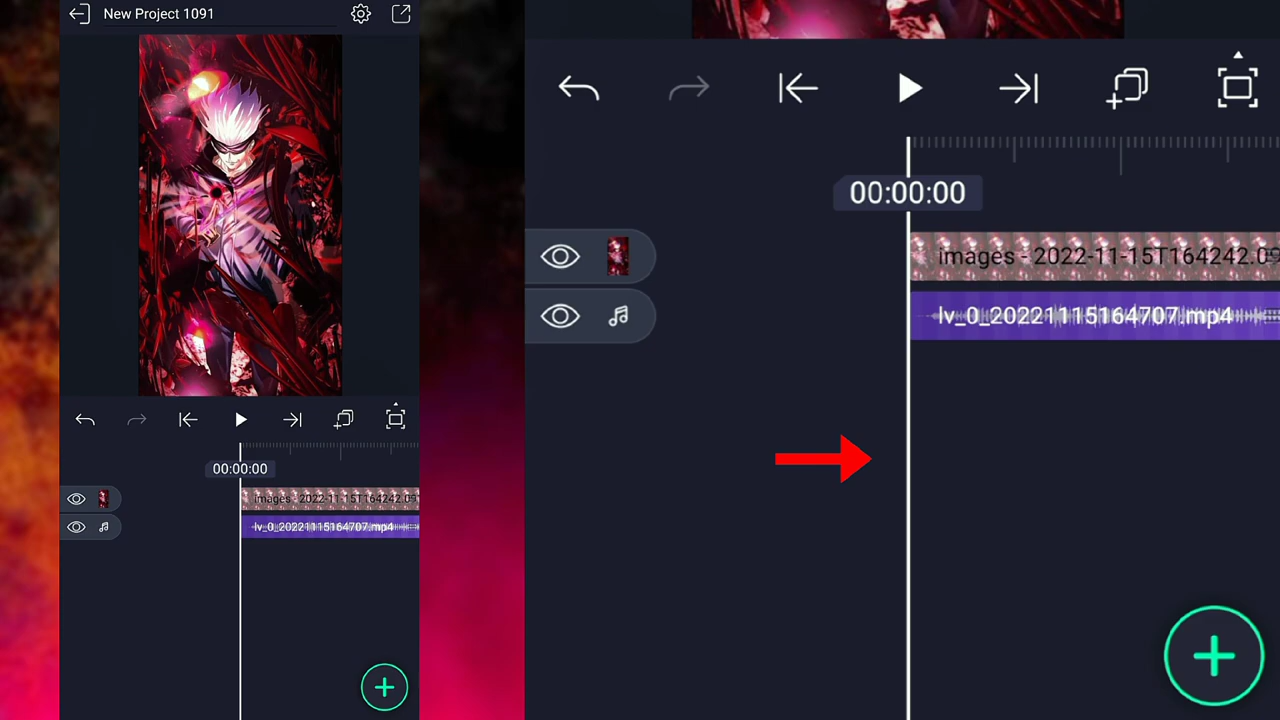 New Project 1091
00:00:00
images - 2022-11-15T164242.09
lv_0_20221115164707.mp4
00:00:00
images - 2022-11-15T164242.09
lv_0_20221115164707.mp4